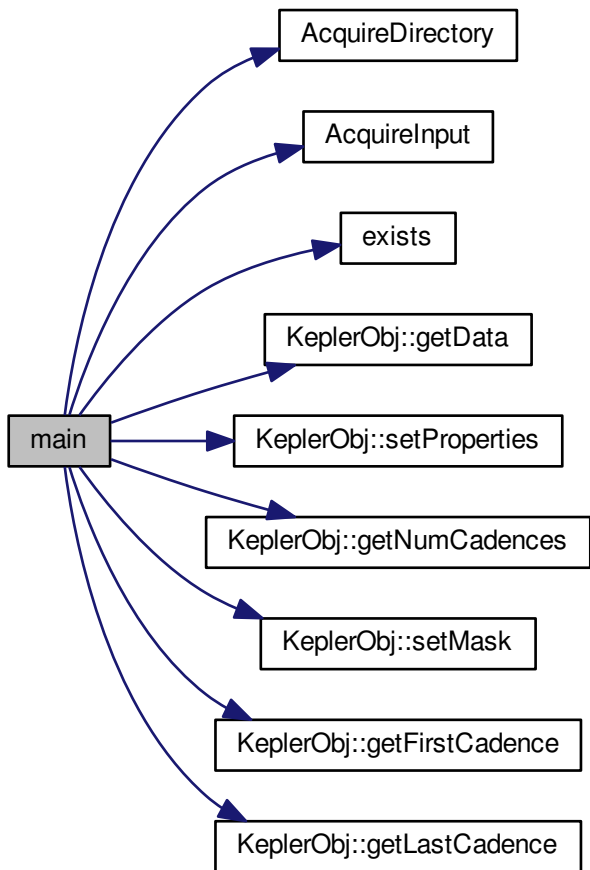 AcquireDirectory
AcquireInput
exists
KeplerObj::getData
main
KeplerObj::setProperties
KeplerObj::getNumCadences
KeplerObj::setMask
KeplerObj::getFirstCadence
KeplerObj::getLastCadence